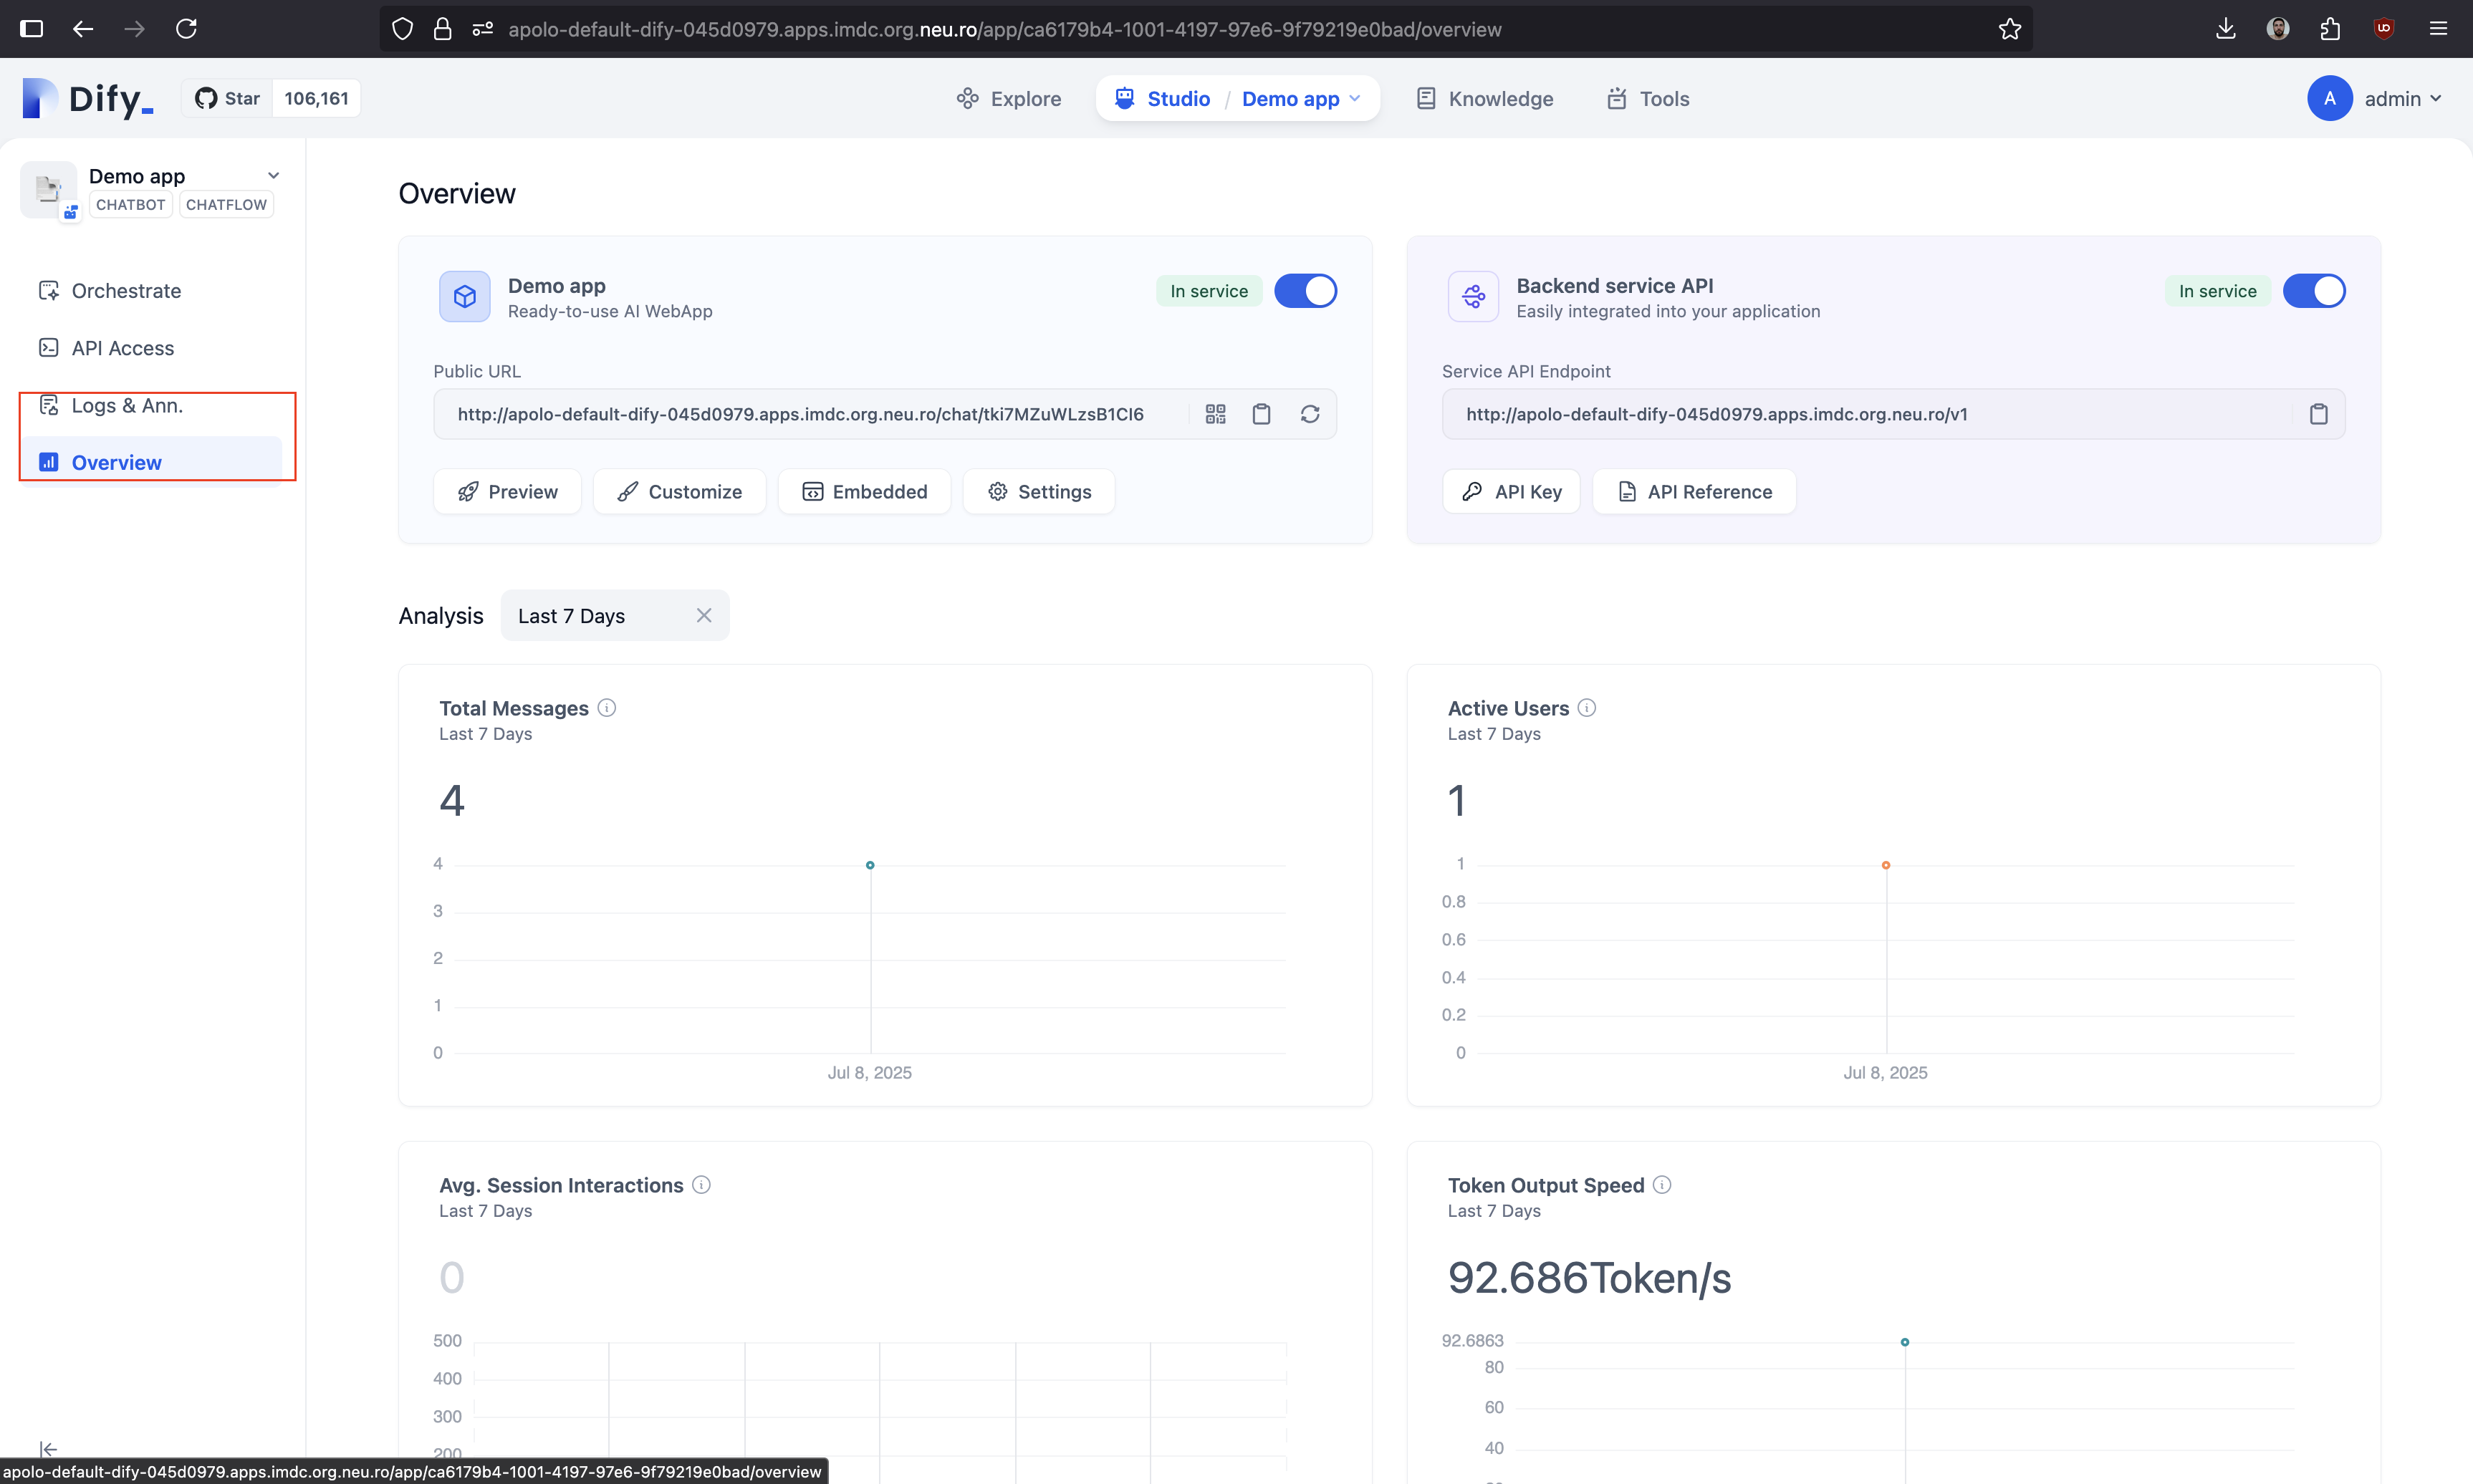 apolo-default-dify-045d0979.apps.imdc.org.neu.ro/app/ca6179b4-1001-4197-97e6-9f79219e0bad/overview
Dify_
Star 106,161
Explore
Studio / Demo app
Knowledge
Tools
A admin
Demo app
CHATBOT CHATFLOW
Orchestrate
API Access
Logs & Ann.
Overview
Overview
Demo app
Ready-to-use AI WebApp
In service
Public URL
http://apolo-default-dify-045d0979.apps.imdc.org.neu.ro/chat/tki7MZuWLzsB1CI6
Preview Customize Embedded Settings
Backend service API
Easily integrated into your application
In service
Service API Endpoint
http://apolo-default-dify-045d0979.apps.imdc.org.neu.ro/v1
API Key API Reference
Analysis Last 7 Days
Total Messages
Last 7 Days
4
4
3
2
1
0
Jul 8, 2025
Active Users
Last 7 Days
1
1
0.8
0.6
0.4
0.2
0
Jul 8, 2025
Avg. Session Interactions
Last 7 Days
0
500
400
300
200
Token Output Speed
Last 7 Days
92.686Token/s
92.6863
80
60
40
apolo-default-dify-045d0979.apps.imdc.org.neu.ro/app/ca6179b4-1001-4197-97e6-9f79219e0bad/overview